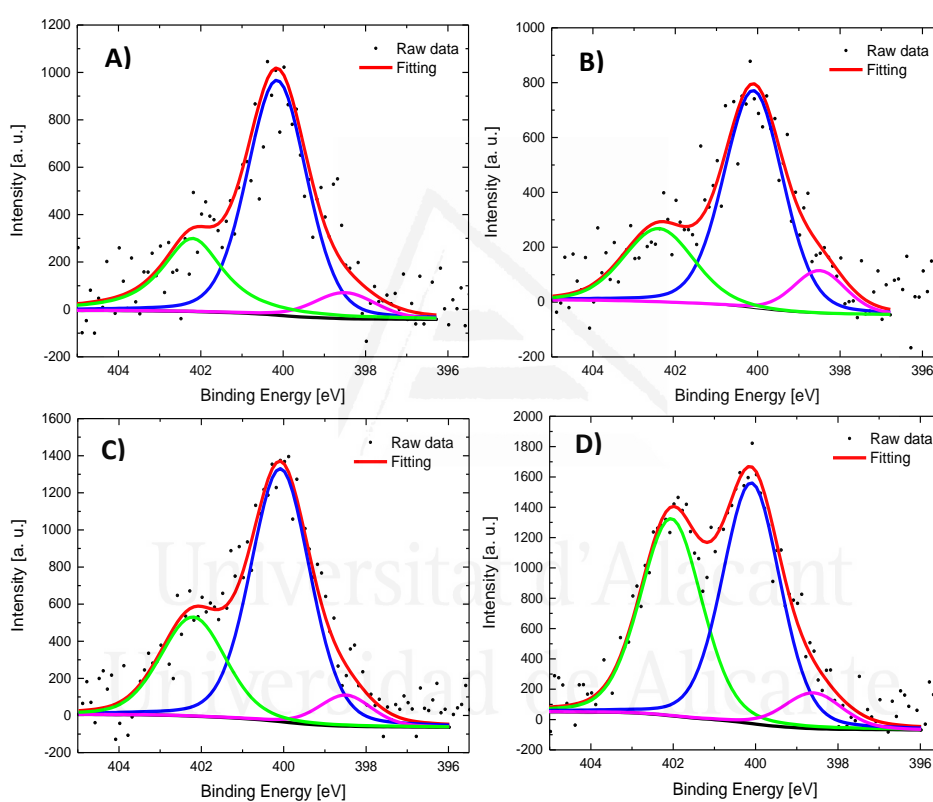 A)
Raw data
Fitting
1200
1000
800
600
400
200
0
-200
Intensity [a. u.]
404 402 400 398 396
Binding Energy [eV]
B)
Raw data
Fitting
1000
800
600
400
200
0
-200
Intensity [a. u.]
404 402 400 398 396
Binding Energy [eV]
C)
Raw data
Fitting
1600
1400
1200
1000
800
600
400
200
0
-200
Intensity [a. u.]
404 402 400 398 396
Binding Energy [eV]
D)
Raw data
Fitting
2000
1800
1600
1400
1200
1000
800
600
400
200
0
-200
Intensity [a. u.]
404 402 400 398 396
Binding Energy [eV]
Universitat d'Alacant
Universidad de Alicante